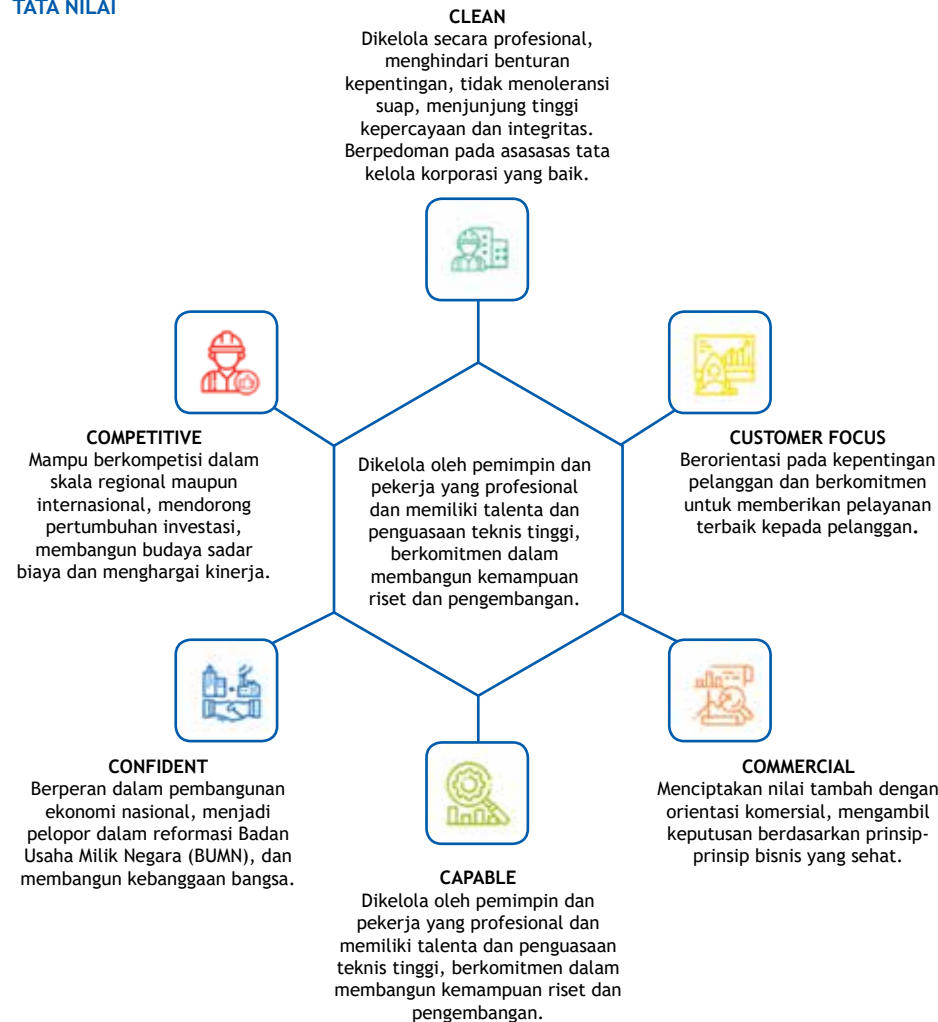 TATA NILAI
CLEAN
Dikelola secara profesional,
menghindari benturan
kepentingan, tidak menoleransi
suap, menjunjung tinggi
kepercayaan dan integritas.
Berpedoman pada asasasas tata
kelola korporasi yang baik.
COMPETITIVE
Mampu berkompetisi dalam
skala regional maupun
internasional, mendorong
pertumbuhan investasi,
membangun budaya sadar
biaya dan menghargai kinerja.
Dikelola oleh pemimpin dan
pekerja yang profesional
dan memiliki talenta dan
penguasaan teknis tinggi,
berkomitmen dalam
membangun kemampuan
riset dan pengembangan.
CUSTOMER FOCUS
Berorientasi pada kepentingan
pelanggan dan berkomitmen
untuk memberikan pelayanan
terbaik kepada pelanggan.
CONFIDENT
Berperan dalam pembangunan
ekonomi nasional, menjadi
pelopor dalam reformasi Badan
Usaha Milik Negara (BUMN), dan
membangun kebanggaan bangsa.
CAPABLE
Dikelola oleh pemimpin dan
pekerja yang profesional dan
memiliki talenta dan penguasaan
teknis tinggi, berkomitmen dalam
membangun kemampuan riset dan
pengembangan.
COMMERCIAL
Menciptakan nilai tambah dengan
orientasi komersial, mengambil
keputusan berdasarkan prinsip-
prinsip bisnis yang sehat.